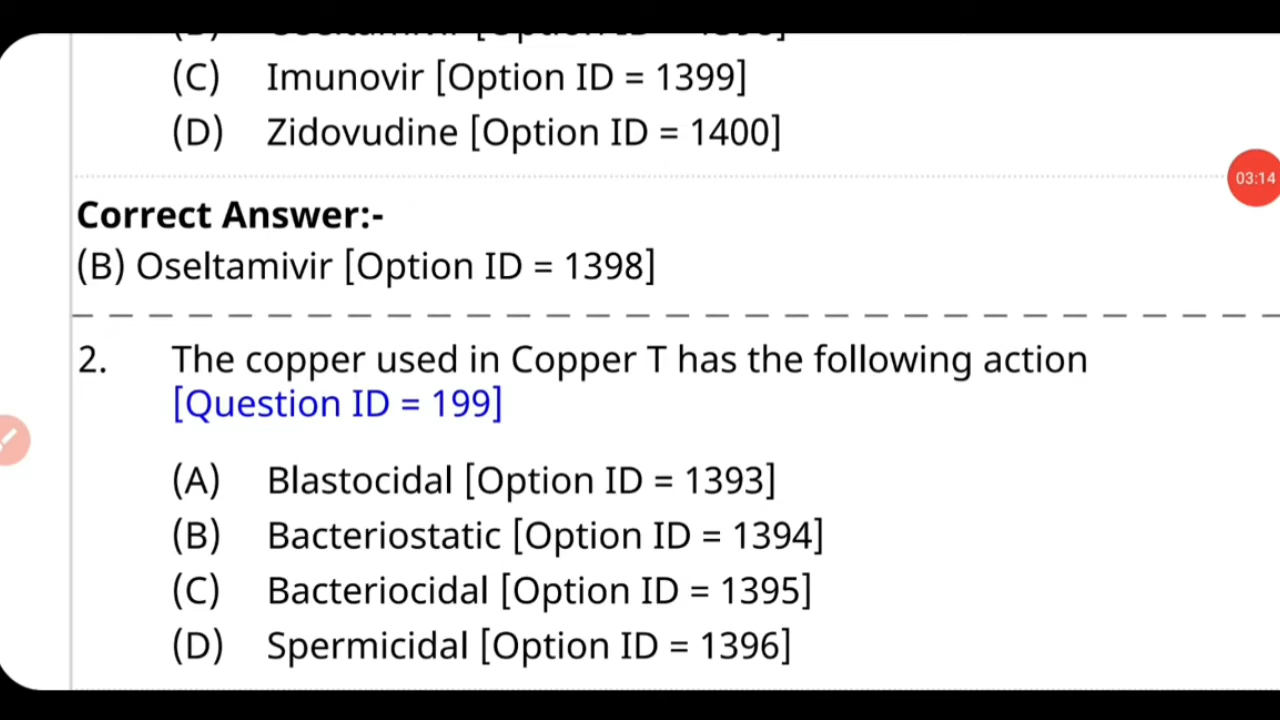 (C) Imunovir [Option ID = 1399]
(D) Zidovudine [Option ID = 1400]
03:14
Correct Answer:-
(B) Oseltamivir [Option ID = 1398]
2. The copper used in Copper T has the following action
[Question ID = 199]
(A) Blastocidal [Option ID = 1393]
(B) Bacteriostatic [Option ID = 1394]
(C) Bacteriocidal [Option ID = 1395]
(D) Spermicidal [Option ID = 1396]